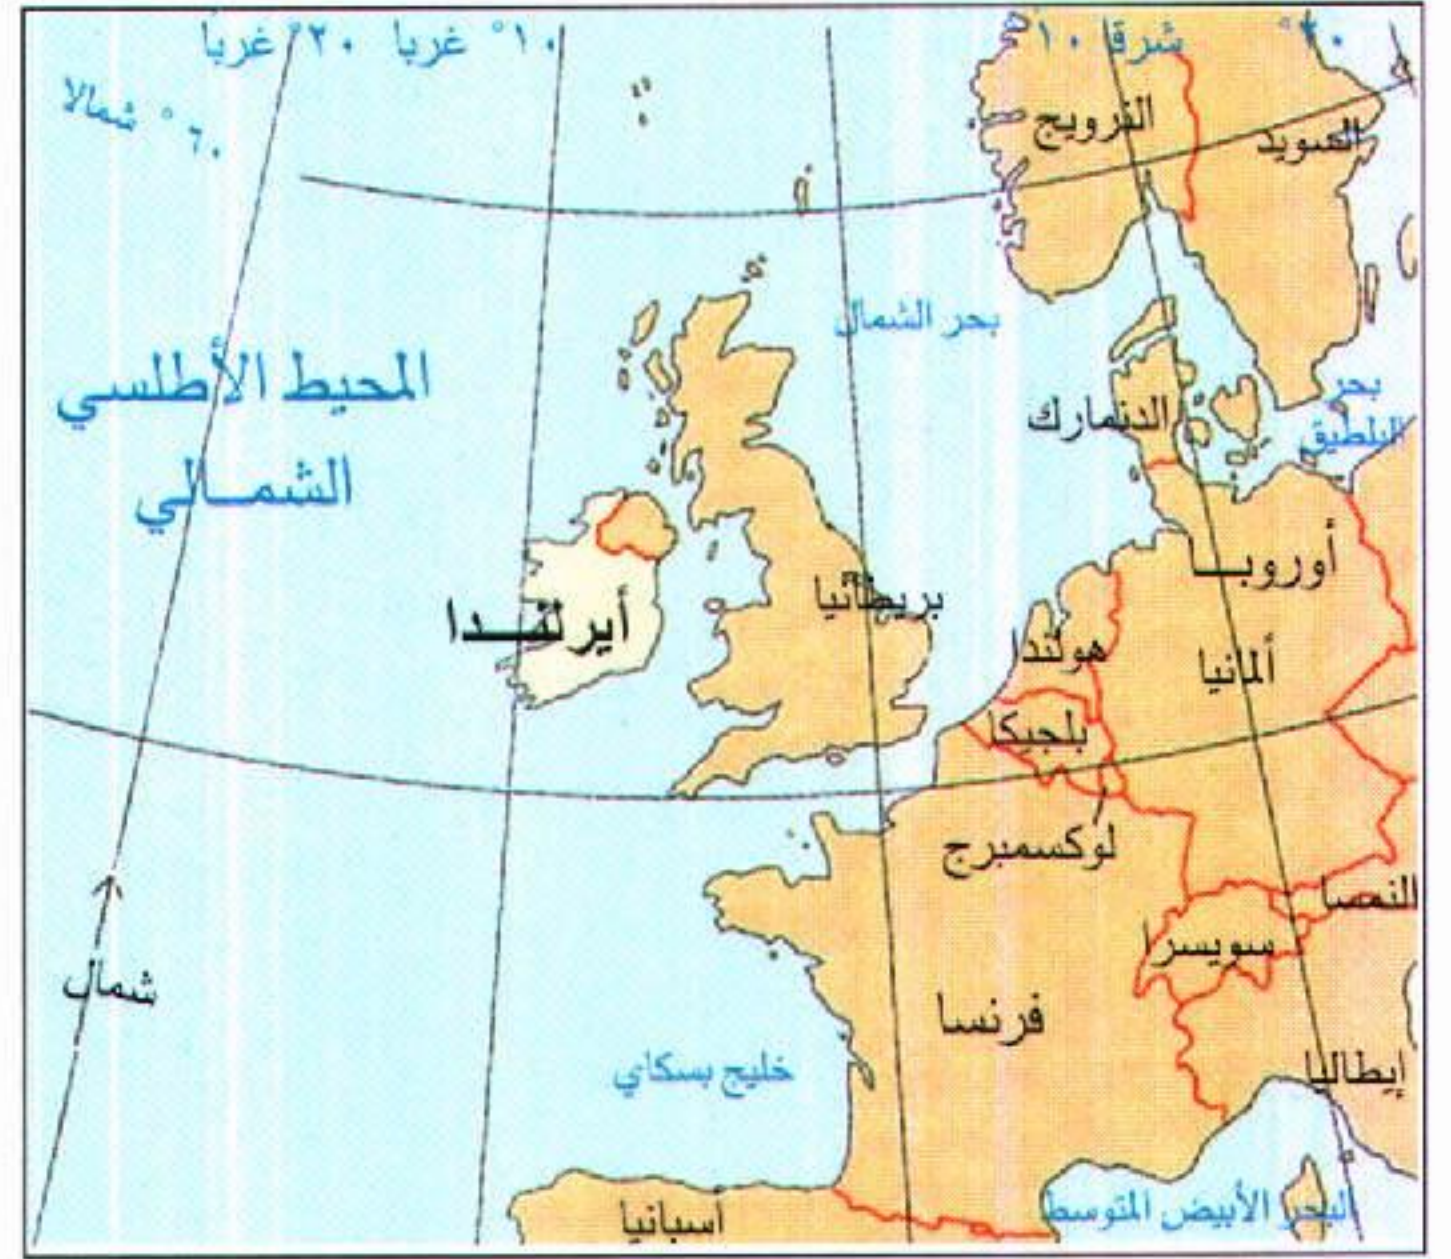 ٢٠° غرباً
١٠° غربا
١٠ شرقا
٢٠°
٦٠° شمالا
النرويج
السويد
بحر الشمال
المحيط الأطلسي
الشمالي
بحر
البلطيق
الدنمارك
أوروبا
أيرلندا
بريطانيا
هولندا
ألمانيا
بلجيكا
لوكسمبرج
النمسا
سويسرا
شمال
فرنسا
خليج بسكاي
إيطاليا
البحر الأبيض المتوسط
أسبانيا